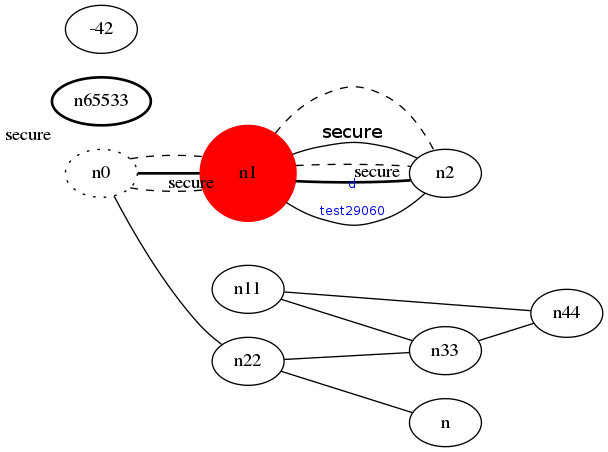 -42
n65533
secure
secure
n0
n1
secure
n2
secure
d
test29060
n11
n44
n33
n22
n